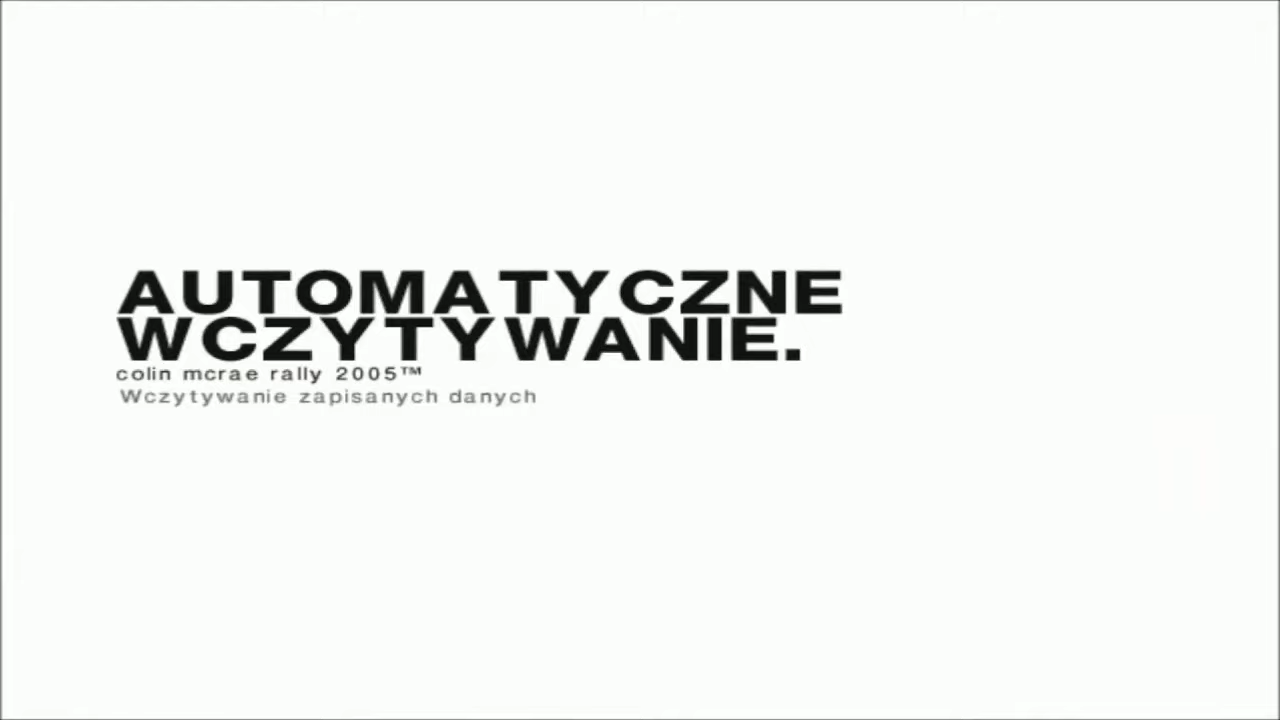 AUTOMATYCZNE
WCZYTYWANIE.
colin mcrae rally 2005™
Wczytywanie zapisanych danych